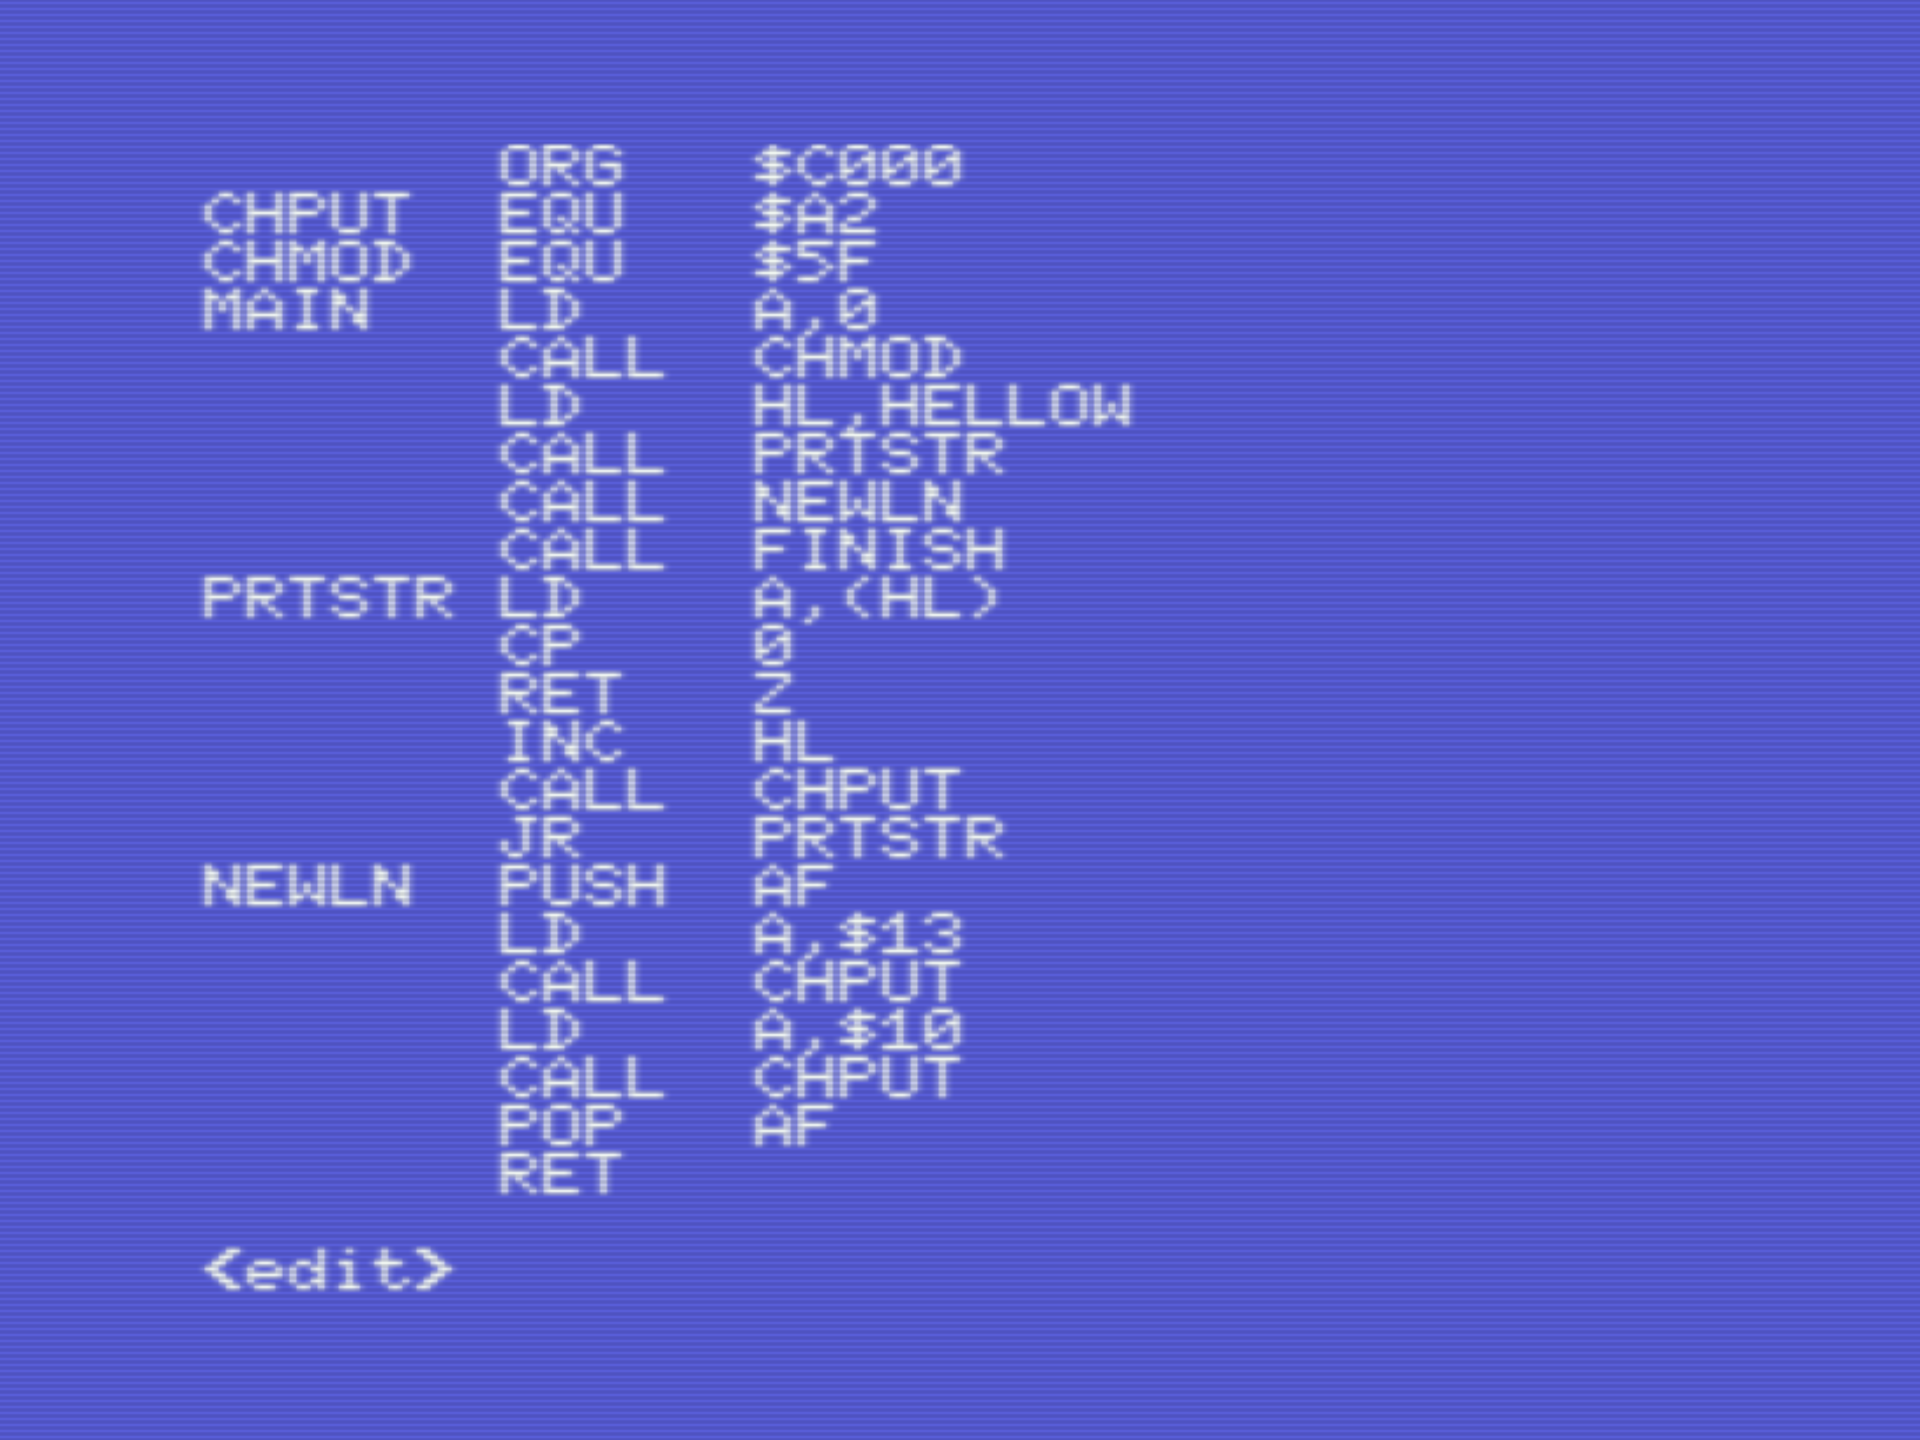 ORG $C000
CHPUT EQU $A2
CHMOD EQU $5F
MAIN LD A,0
CALL CHMOD
LD HL,HELLOW
CALL PRTSTR
CALL NEWLN
CALL FINISH
PRTSTR LD A,(HL)
CP 0
RET Z
INC HL
CALL CHPUT
JR PRTSTR
NEWLN PUSH AF
LD A,$13
CALL CHPUT
LD A,$10
CALL CHPUT
POP AF
RET
<edit>